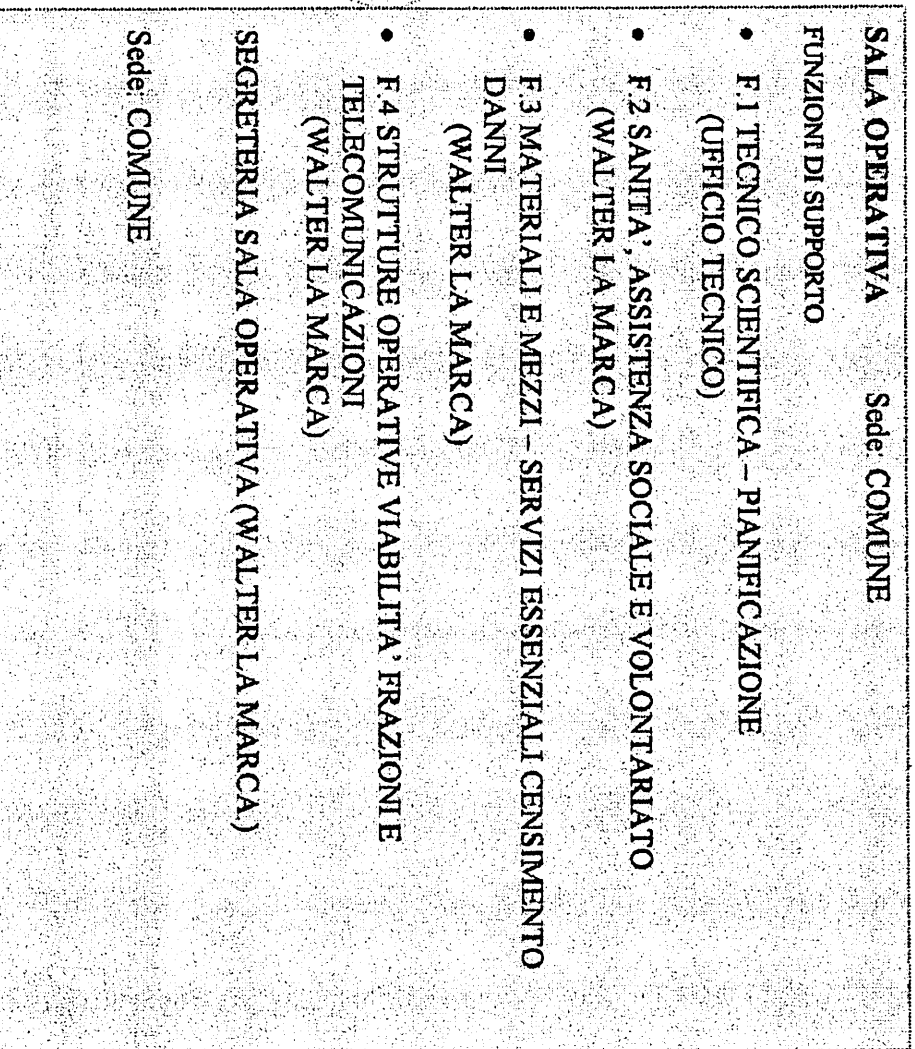 SALA OPERATIVA Sede: COMUNE
FUNZIONI DI SUPPORTO
• F.1 TECNICO SCIENTIFICA – PIANIFICAZIONE
(UFFICIO TECNICO)
• F.2 SANITA', ASSISTENZA SOCIALE E VOLONTARIATO
(WALTER LA MARCA)
• F.3 MATERIALI E MEZZI – SERVIZI ESSENZIALI CENSIMENTO
DANNI
(WALTER LA MARCA)
• F.4 STRUTTURE OPERATIVE VIABILITA' FRAZIONI E
TELECOMUNICAZIONI
(WALTER LA MARCA)
SEGRETERIA SALA OPERATIVA (WALTER LA MARCA.)
Sede: COMUNE